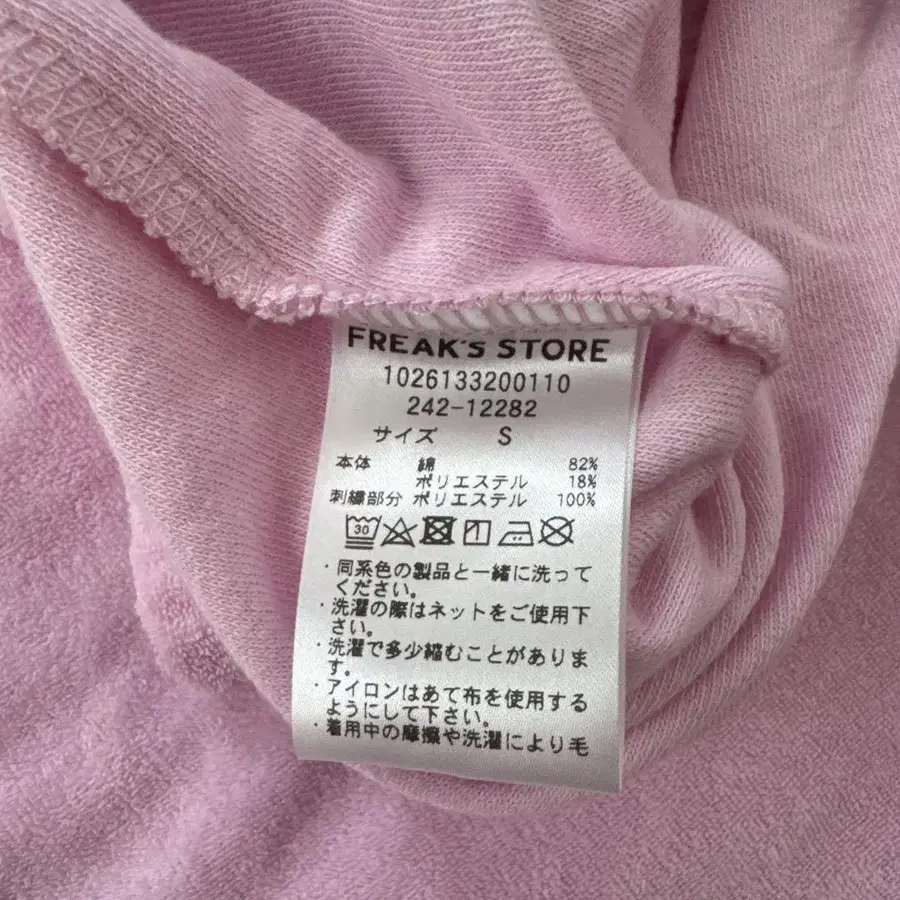 FREAK'S STORE
1026133200110
242-12282
サイズ S
本体 綿 82%
ポリエステル 18%
刺繍部分 ポリエステル 100%
30
・同系色の製品と一緒に洗って
ください。
・洗濯の際はネットをご使用下
さい。
・洗濯で多少縮むことがありま
す。
・アイロンはあて布を使用する
ようにして下さい。
・着用中の摩擦や洗濯により毛